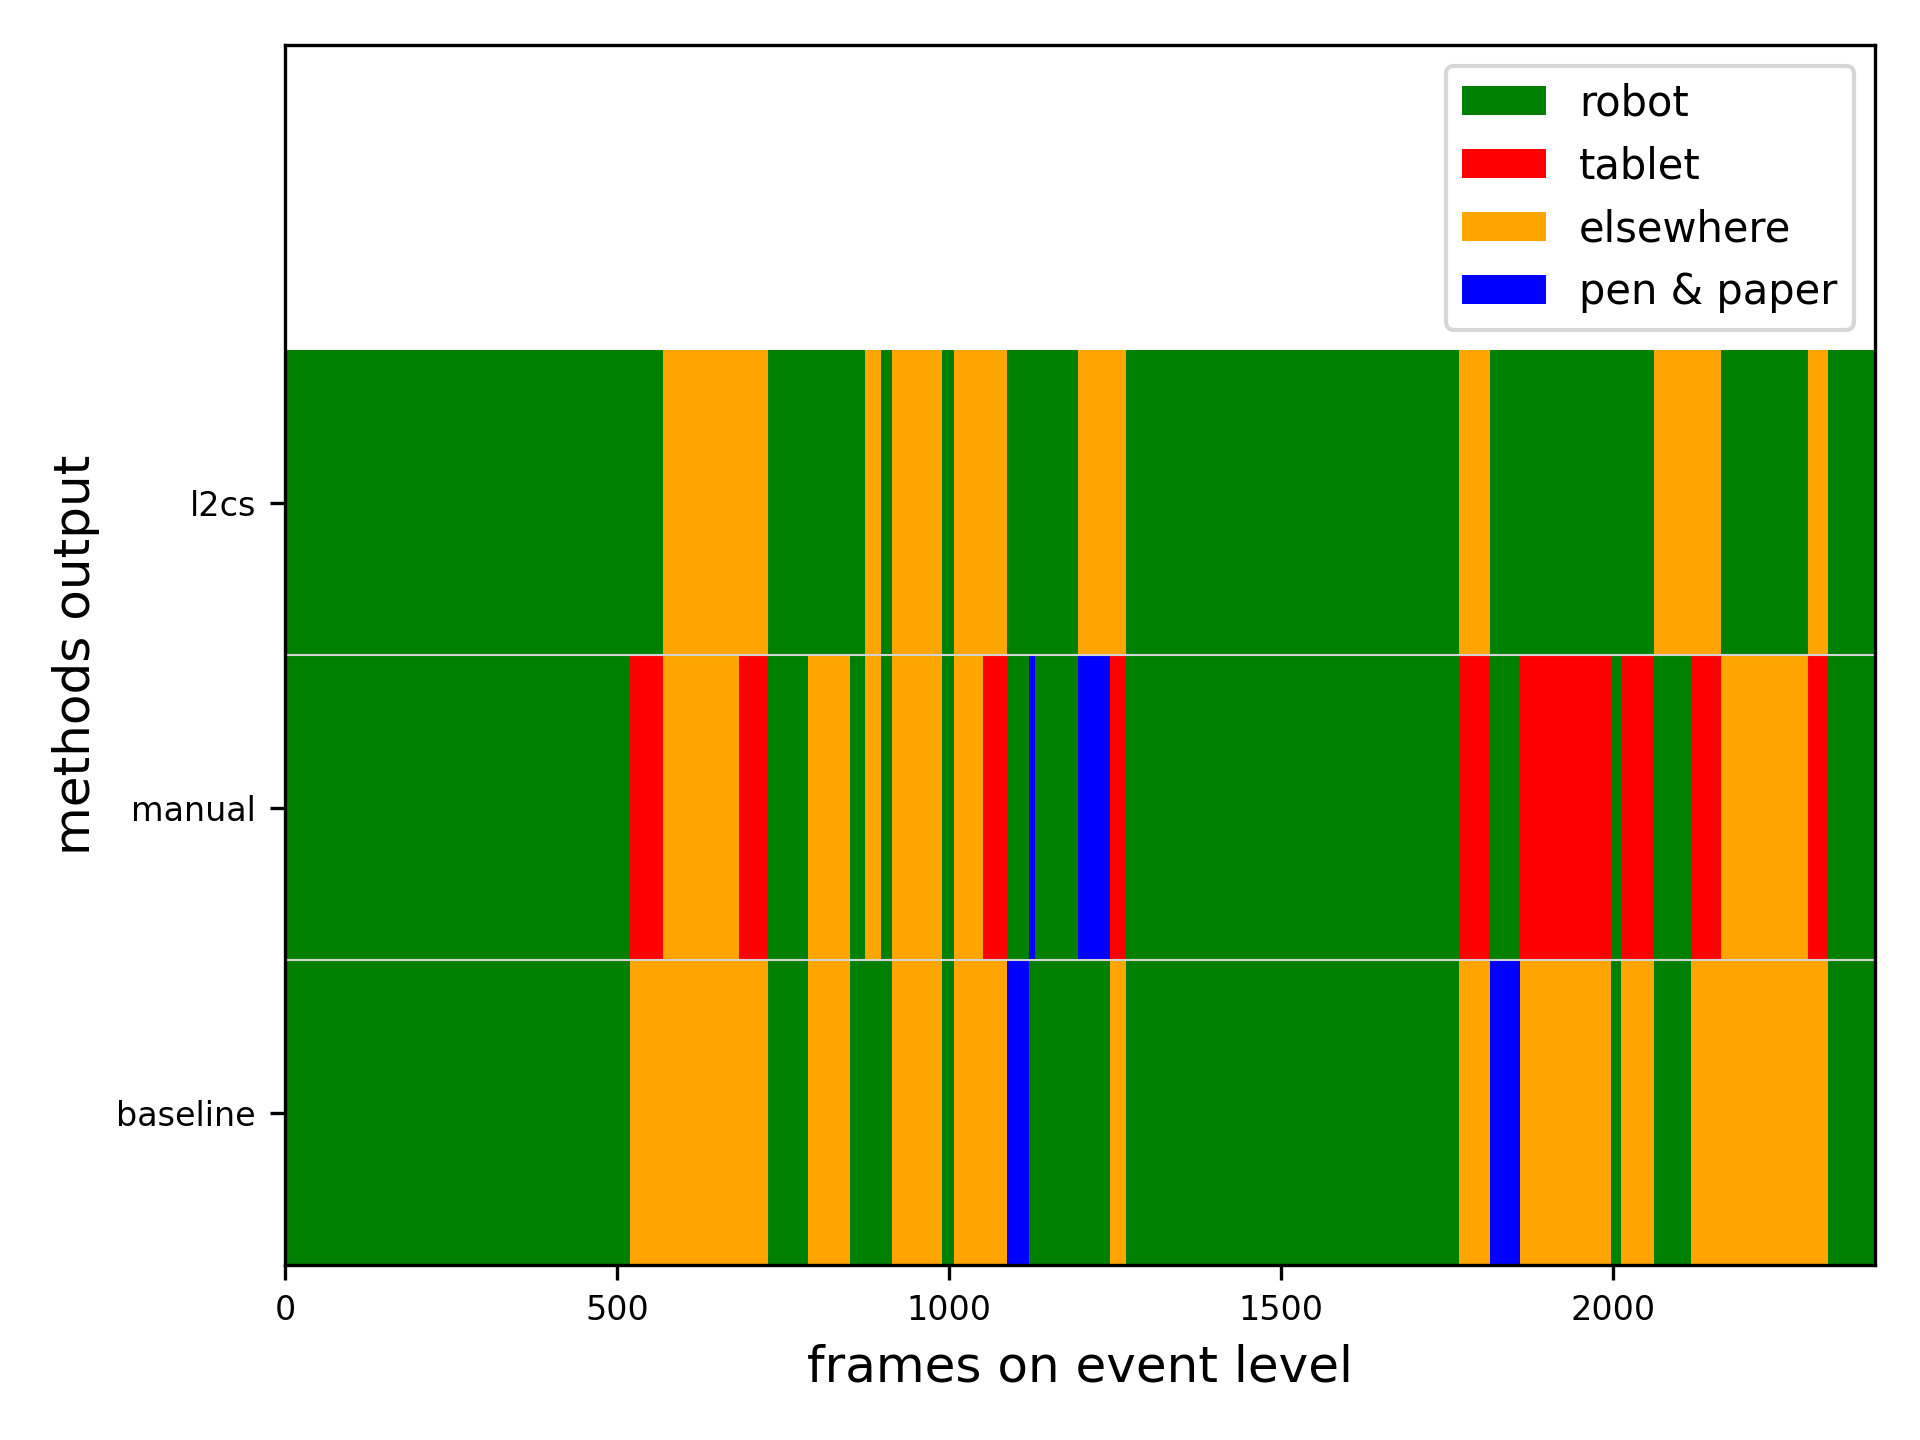 robot
tablet
elsewhere
pen & paper
methods output
l2cs
manual
baseline
0 500 1000 1500 2000
frames on event level